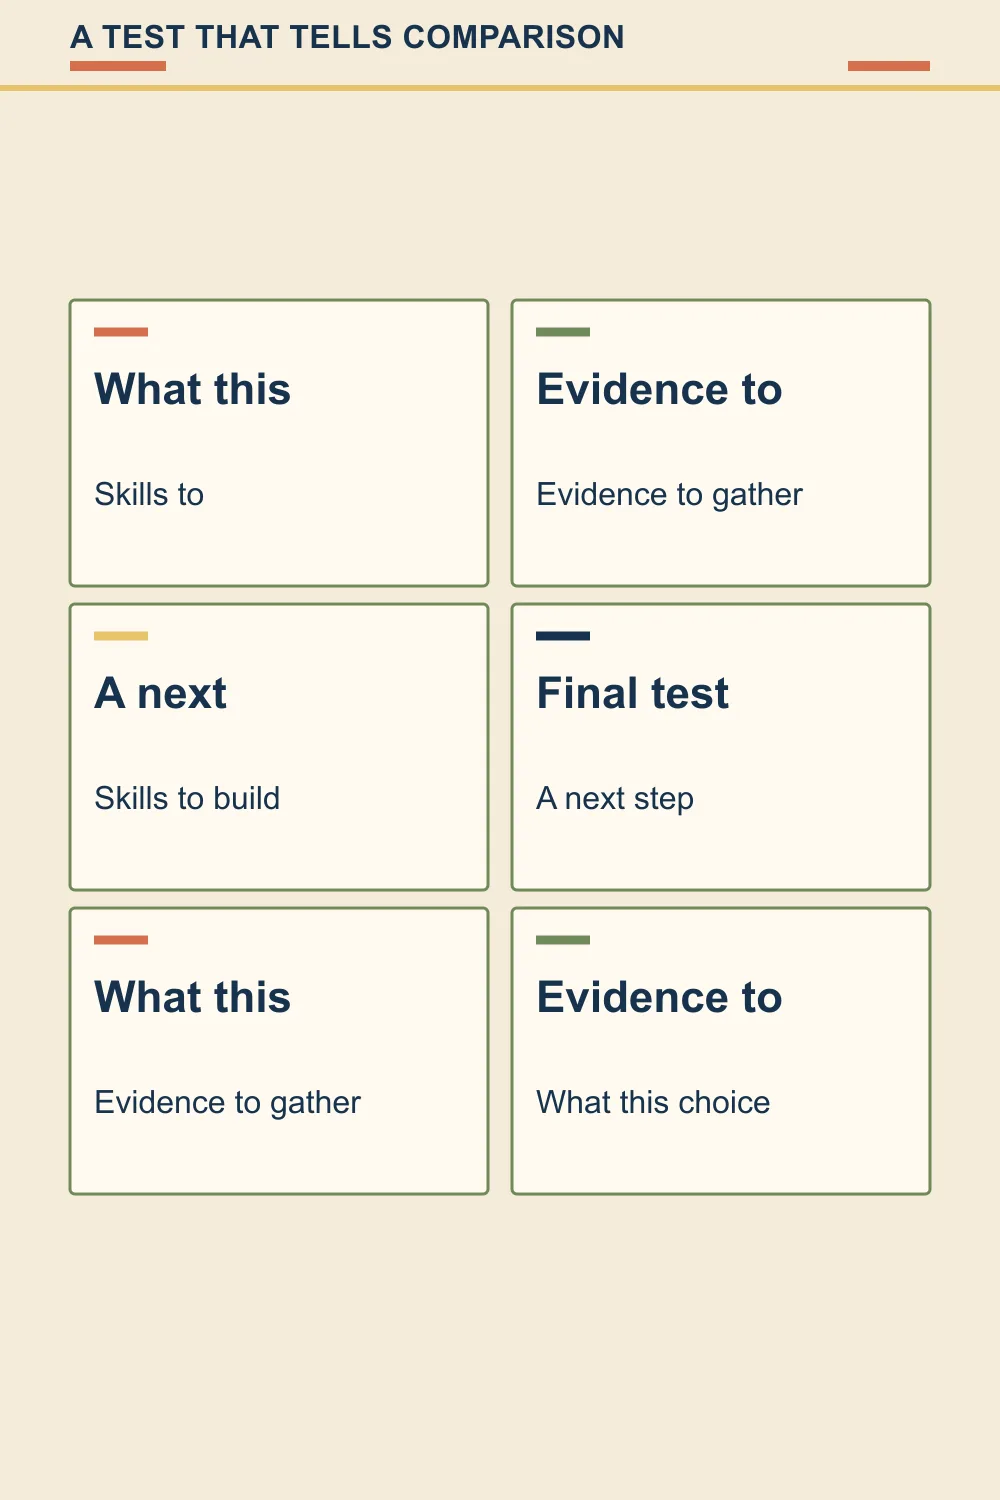 A TEST THAT TELLS COMPARISON
What this
Skills to
Evidence to
Evidence to gather
A next
Skills to build
Final test
A next step
What this
Evidence to gather
Evidence to
What this choice